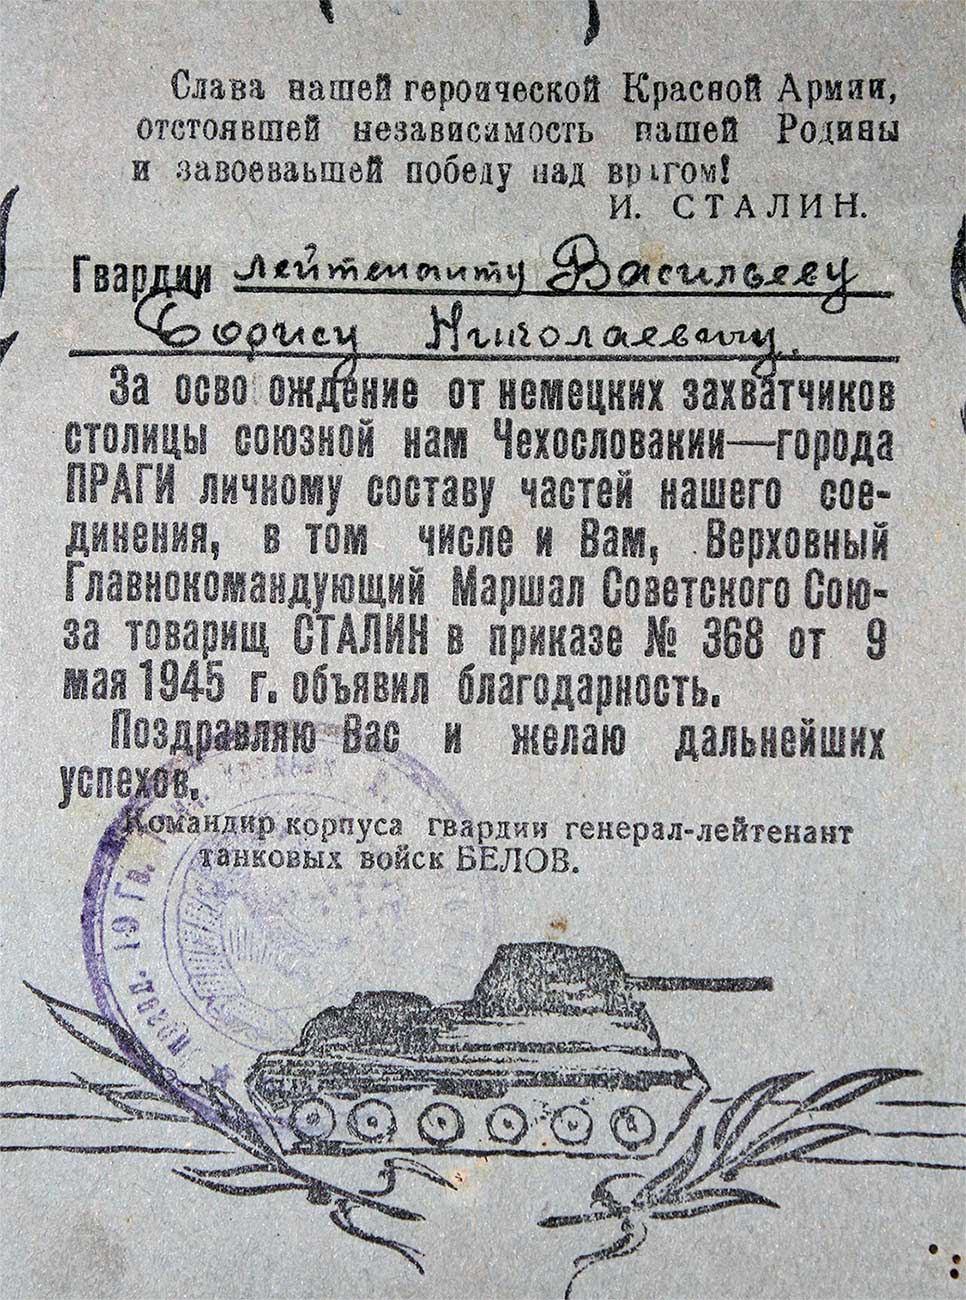 Слава нашей героической Красной Армии,
отстоявшей независимость нашей Родины
и завоевавшей победу над врагом!
И. СТАЛИН.
Гвардии лейтенанту Васильеву
Борису Николаевичу.
За освобождение от немецких захватчиков
столицы союзной нам Чехословакии—города
ПРАГИ личному составу частей нашего сое-
динения, в том числе и Вам, Верховный
Главнокомандующий Маршал Советского Сою-
за товарищ СТАЛИН в приказе № 368 от 9
мая 1945 г. объявил благодарность.
Поздравляю Вас и желаю дальнейших
успехов.
Командир корпуса гвардии генерал-лейтенант
танковых войск БЕЛОВ.
19 Гв.